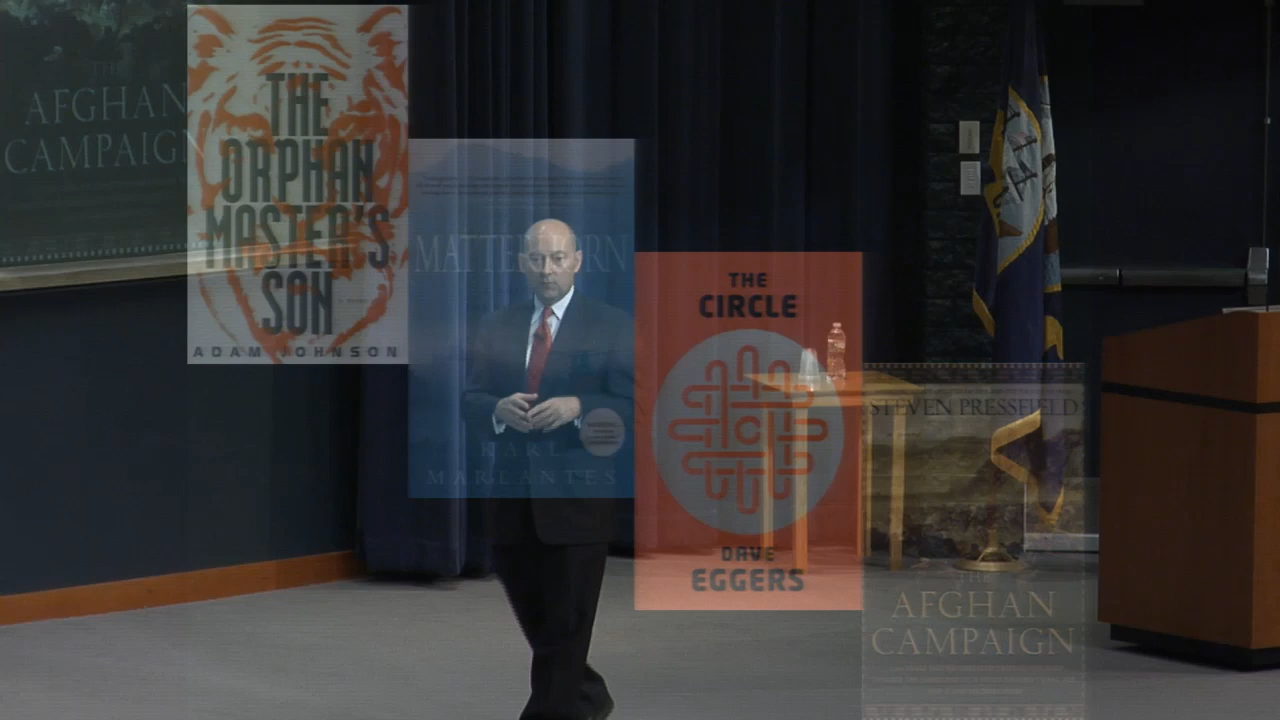 THE
AFGHAN
CAMPAIGN
THE
ORPHAN
MASTER'S
SON
ADAM JOHNSON
MATTERHORN
KARL
MARLANTES
THE
CIRCLE
DAVE
EGGERS
STEVEN PRESSFIELD
THE
AFGHAN
CAMPAIGN